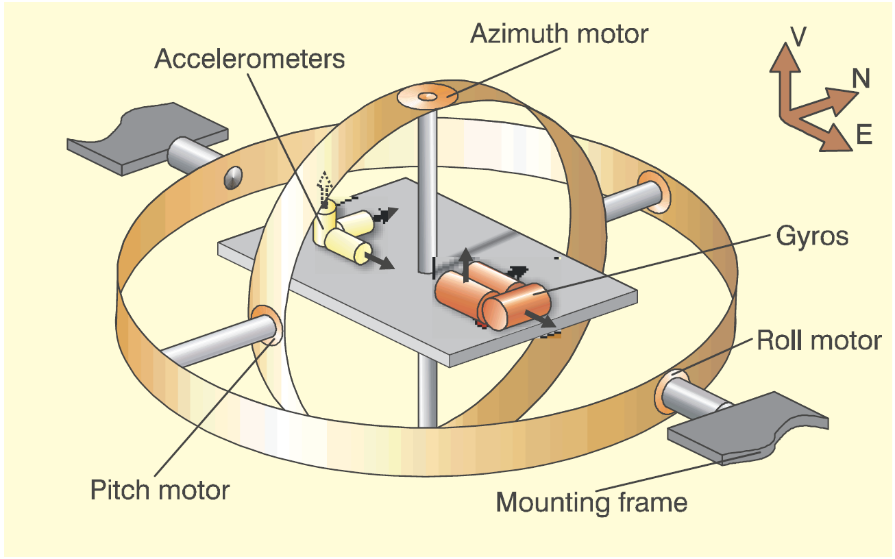 Azimuth motor
Accelerometers
V
N
E
Gyros
Roll motor
Pitch motor
Mounting frame